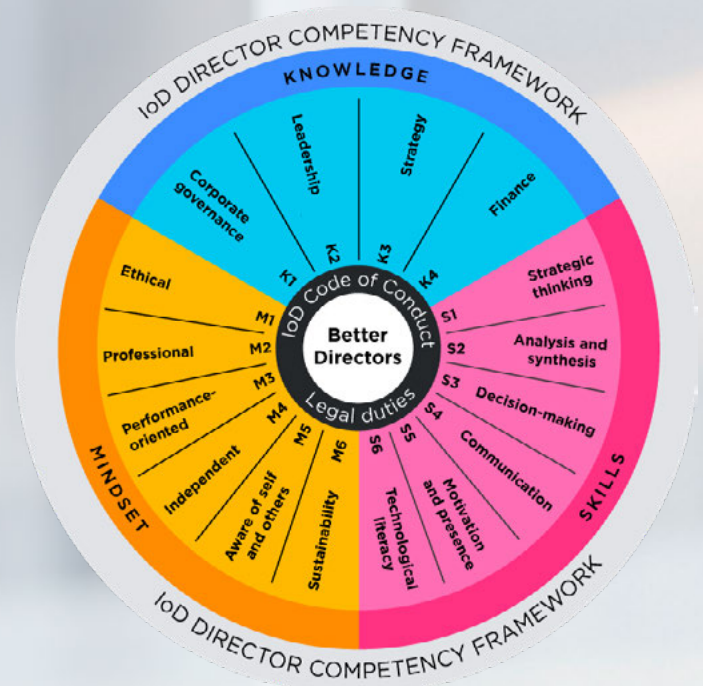 IoD DIRECTOR COMPETENCY FRAMEWORK
KNOWLEDGE
Corporate
governance
K1
Leadership
K2
Strategy
K3
Finance
K4
Strategic
thinking
S1
Analysis and
synthesis
S2
Decision-making
S3
Communication
S4
Motivation
and presence
S5
Technological
literacy
S6
SKILLS
Ethical
M1
Professional
M2
Performance-
oriented
M3
Independent
M4
Aware of self
and others
M5
Sustainability
M6
MINDSET
IoD Code of Conduct
Better
Directors
Legal duties
IoD DIRECTOR COMPETENCY FRAMEWORK